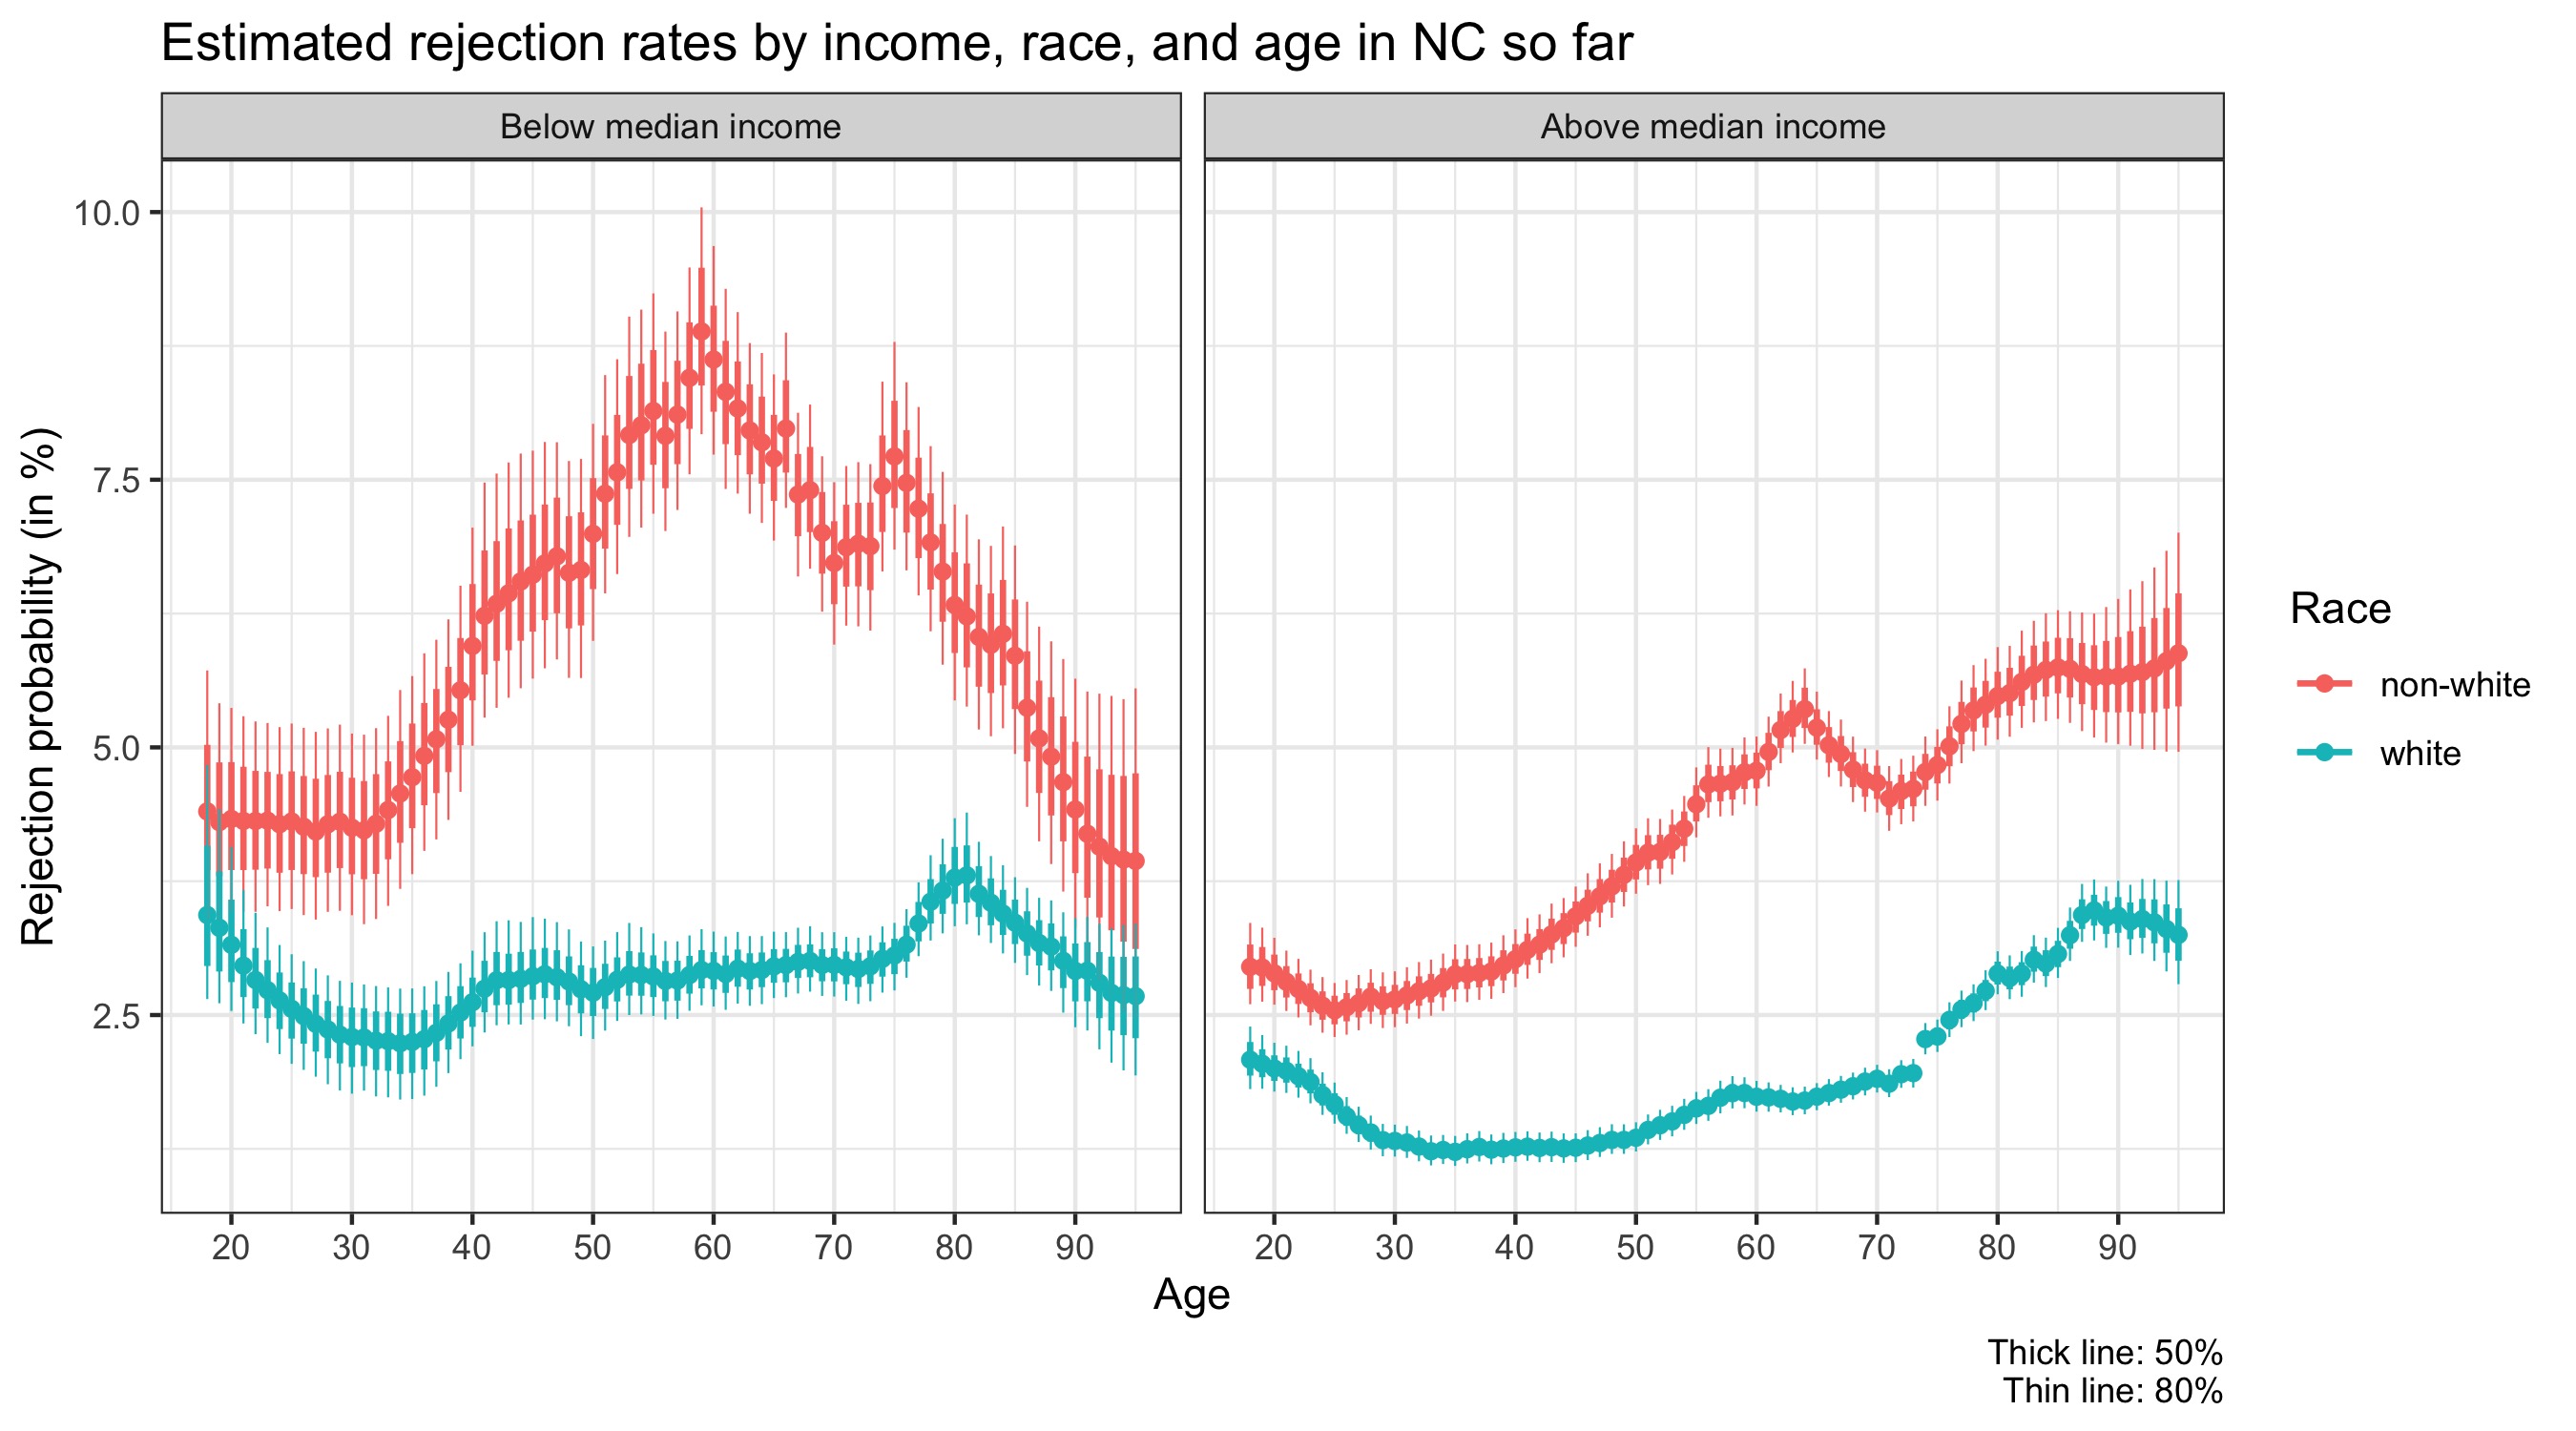 Estimated rejection rates by income, race, and age in NC so far
Below median income
Above median income
Rejection probability (in %)
10.0
7.5
5.0
2.5
20 30 40 50 60 70 80 90
20 30 40 50 60 70 80 90
Age
Race
non-white
white
Thick line: 50%
Thin line: 80%